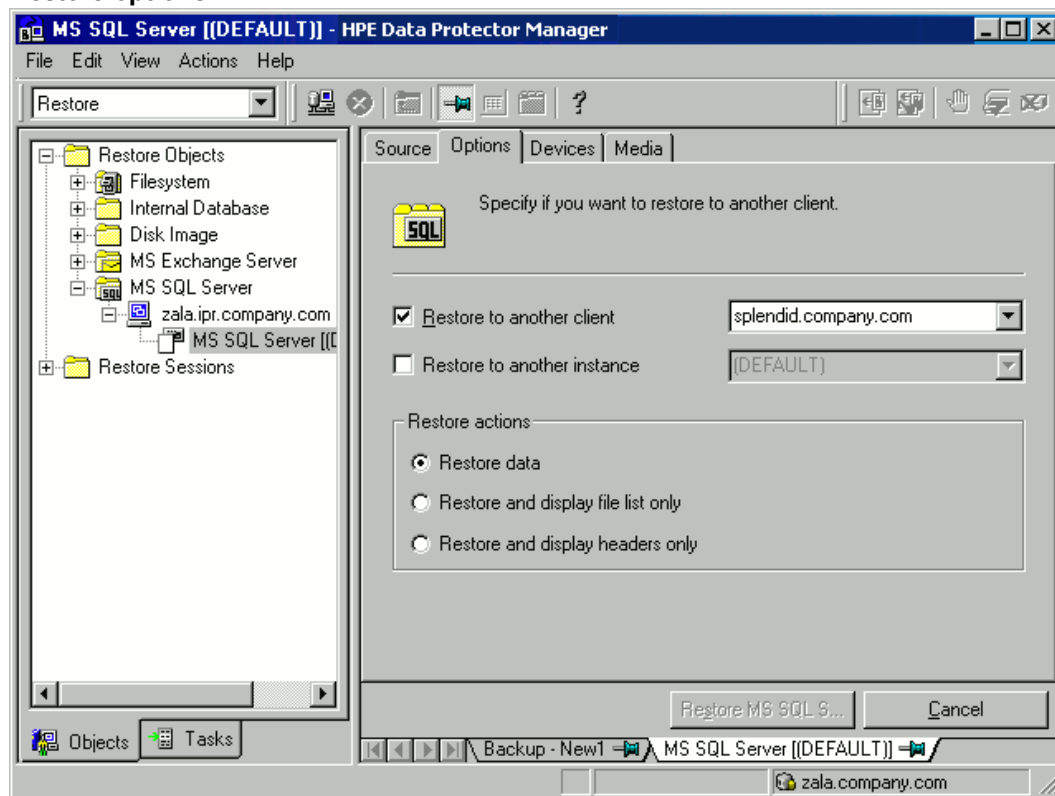 MS SQL Server [(DEFAULT)] - HPE Data Protector Manager
File Edit View Actions Help
Restore
?
Restore Objects
Filesystem
Internal Database
Disk Image
MS Exchange Server
MS SQL Server
zala.ipr.company.com
MS SQL Server [(D
Restore Sessions
Objects
Tasks
Source Options Devices Media
Specify if you want to restore to another client.
SQL
Restore to another client
splendid.company.com
Restore to another instance
(DEFAULT)
Restore actions
Restore data
Restore and display file list only
Restore and display headers only
Restore MS SQL S...
Cancel
Backup - New1
MS SQL Server [(DEFAULT)]
zala.company.com